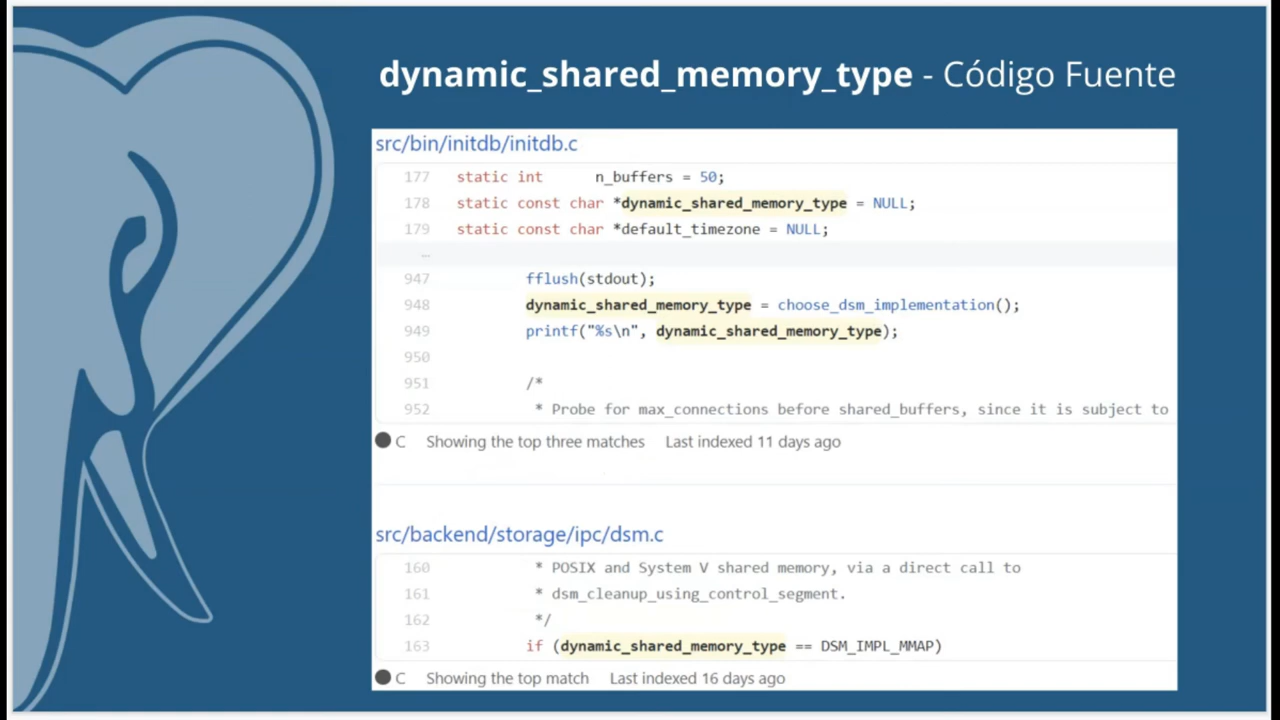 dynamic_shared_memory_type - Código Fuente
src/bin/initdb/initdb.c
177 static int n_buffers = 50;
178 static const char *dynamic_shared_memory_type = NULL;
179 static const char *default_timezone = NULL;
…
947 fflush(stdout);
948 dynamic_shared_memory_type = choose_dsm_implementation();
949 printf("%s\n", dynamic_shared_memory_type);
950
951 /*
952 * Probe for max_connections before shared_buffers, since it is subject to
C Showing the top three matches Last indexed 11 days ago
src/backend/storage/ipc/dsm.c
160 * POSIX and System V shared memory, via a direct call to
161 * dsm_cleanup_using_control_segment.
162 */
163 if (dynamic_shared_memory_type == DSM_IMPL_MMAP)
C Showing the top match Last indexed 16 days ago